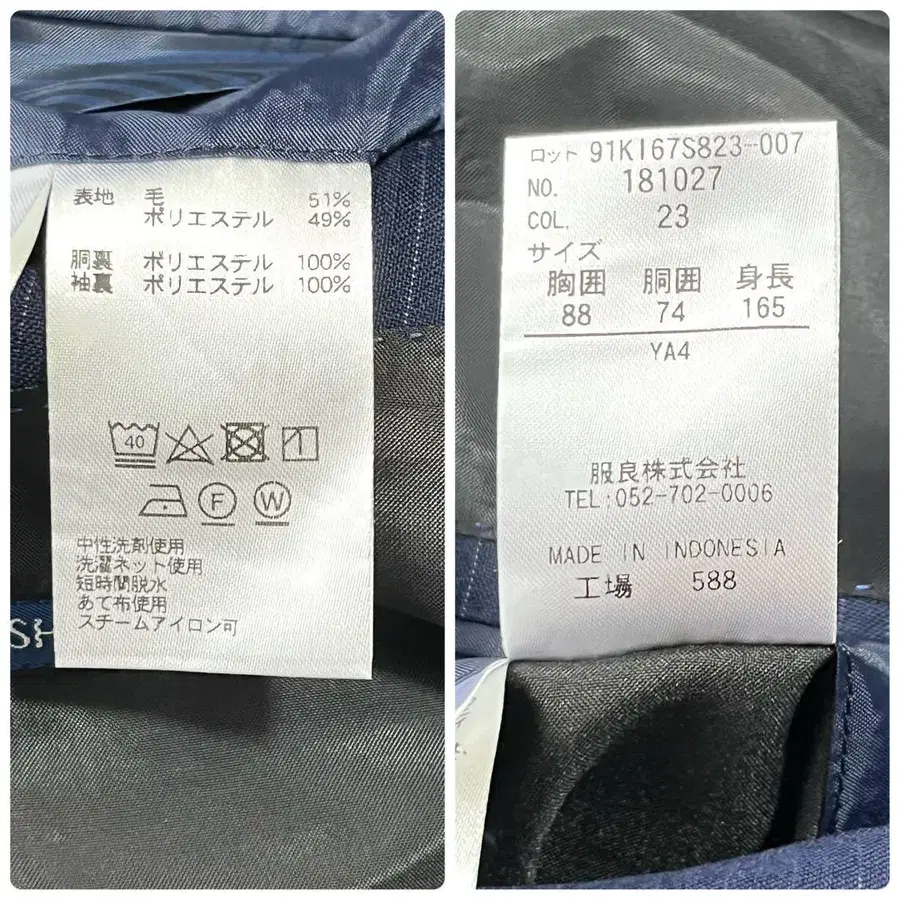 表地 毛 51%
ポリエステル 49%
胴裏 ポリエステル 100%
袖裏 ポリエステル 100%
40
F
W
中性洗剤使用
洗濯ネット使用
短時間脱水
あて布使用
スチームアイロン可
SH
ロット 91KI67S823-007
NO. 181027
COL. 23
サイズ
胸囲 胴囲 身長
88 74 165
YA4
服良株式会社
TEL:052-702-0006
MADE IN INDONESIA
工場 588